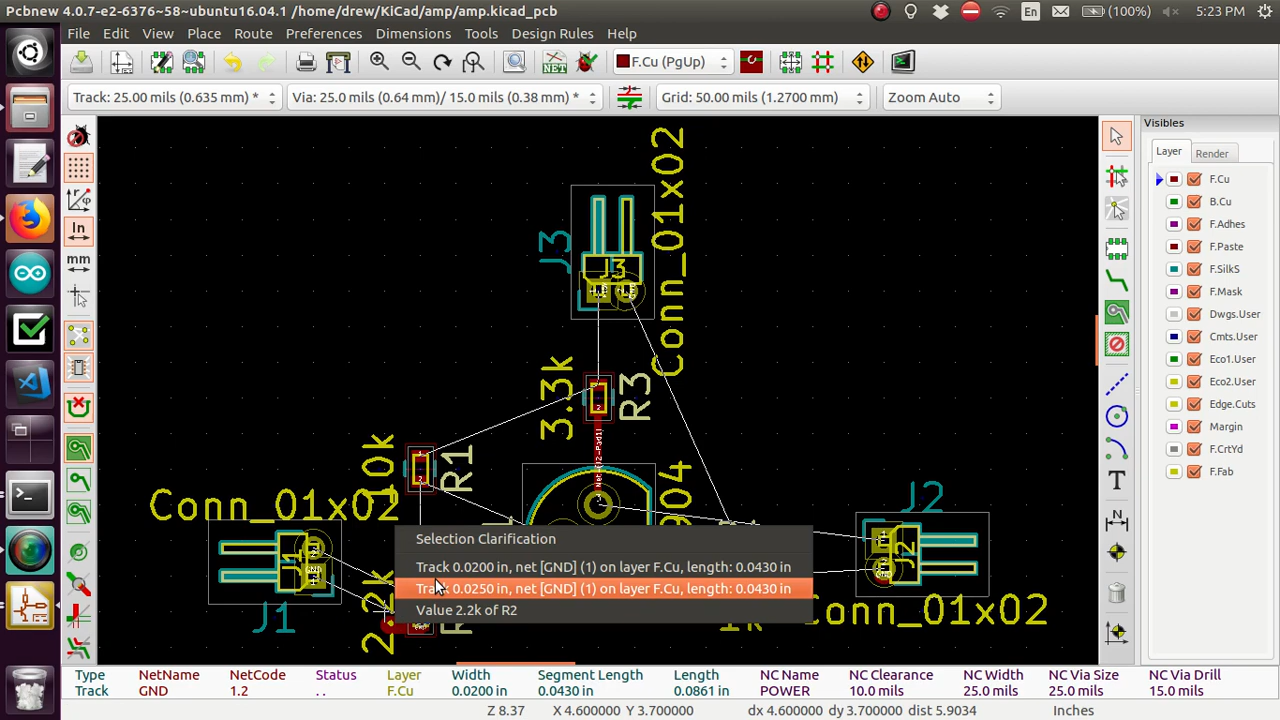 Pcbnew 4.0.7-e2-6376~58~ubuntu16.04.1 /home/drew/KiCad/amp/amp.kicad_pcb
En
(100%)
5:23 PM
File Edit View Place Route Preferences Dimensions Tools Design Rules Help
NET
F.Cu (PgUp)
Track: 25.00 mils (0.635 mm) *
Via: 25.0 mils (0.64 mm)/ 15.0 mils (0.38 mm) *
Grid: 50.00 mils (1.2700 mm)
Zoom Auto
Visibles
Layer
Render
F.Cu
B.Cu
F.Adhes
F.Paste
F.SilkS
F.Mask
Dwgs.User
Cmts.User
Eco1.User
Eco2.User
Edge.Cuts
Margin
F.CrtYd
F.Fab
In
mm
J3
J3
Conn_01x02
3.3k
R3
10k
R1
Conn_01x02
J1
J1
2.2k
904
J2
J2
Conn_01x02
1k
Selection Clarification
Track 0.0200 in, net [GND] (1) on layer F.Cu, length: 0.0430 in
Track 0.0250 in, net [GND] (1) on layer F.Cu, length: 0.0430 in
Value 2.2k of R2
Type NetName NetCode Status Layer Width Segment Length Length NC Name NC Clearance NC Width NC Via Size NC Via Drill
Track GND 1.2 . . F.Cu 0.0200 in 0.0430 in 0.0861 in POWER 10.0 mils 25.0 mils 25.0 mils 15.0 mils
Z 8.37 X 4.600000 Y 3.700000 dx 4.600000 dy 3.700000 dist 5.9034 Inches